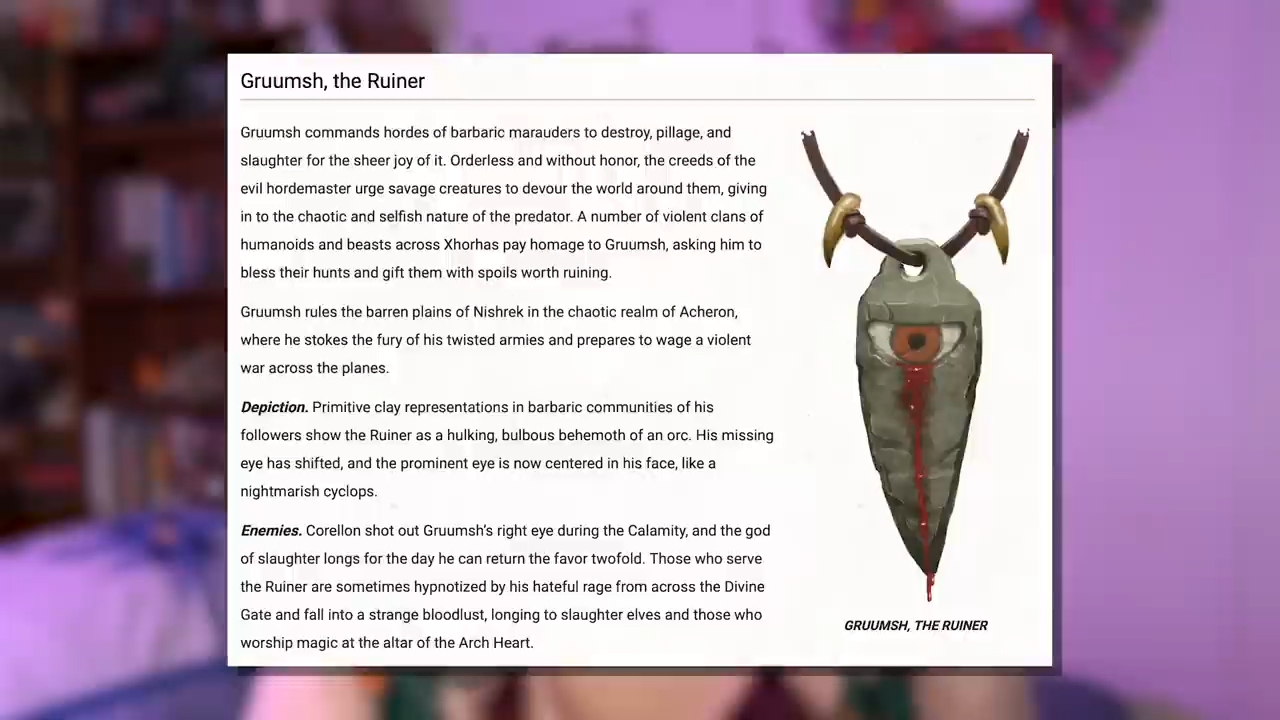 Gruumsh, the Ruiner
Gruumsh commands hordes of barbaric marauders to destroy, pillage, and
slaughter for the sheer joy of it. Orderless and without honor, the creeds of the
evil hordemaster urge savage creatures to devour the world around them, giving
in to the chaotic and selfish nature of the predator. A number of violent clans of
humanoids and beasts across Xhorhas pay homage to Gruumsh, asking him to
bless their hunts and gift them with spoils worth ruining.
Gruumsh rules the barren plains of Nishrek in the chaotic realm of Acheron,
where he stokes the fury of his twisted armies and prepares to wage a violent
war across the planes.
Depiction. Primitive clay representations in barbaric communities of his
followers show the Ruiner as a hulking, bulbous behemoth of an orc. His missing
eye has shifted, and the prominent eye is now centered in his face, like a
nightmarish cyclops.
Enemies. Corellon shot out Gruumsh’s right eye during the Calamity, and the god
of slaughter longs for the day he can return the favor twofold. Those who serve
the Ruiner are sometimes hypnotized by his hateful rage from across the Divine
Gate and fall into a strange bloodlust, longing to slaughter elves and those who
worship magic at the altar of the Arch Heart.
GRUUMSH, THE RUINER